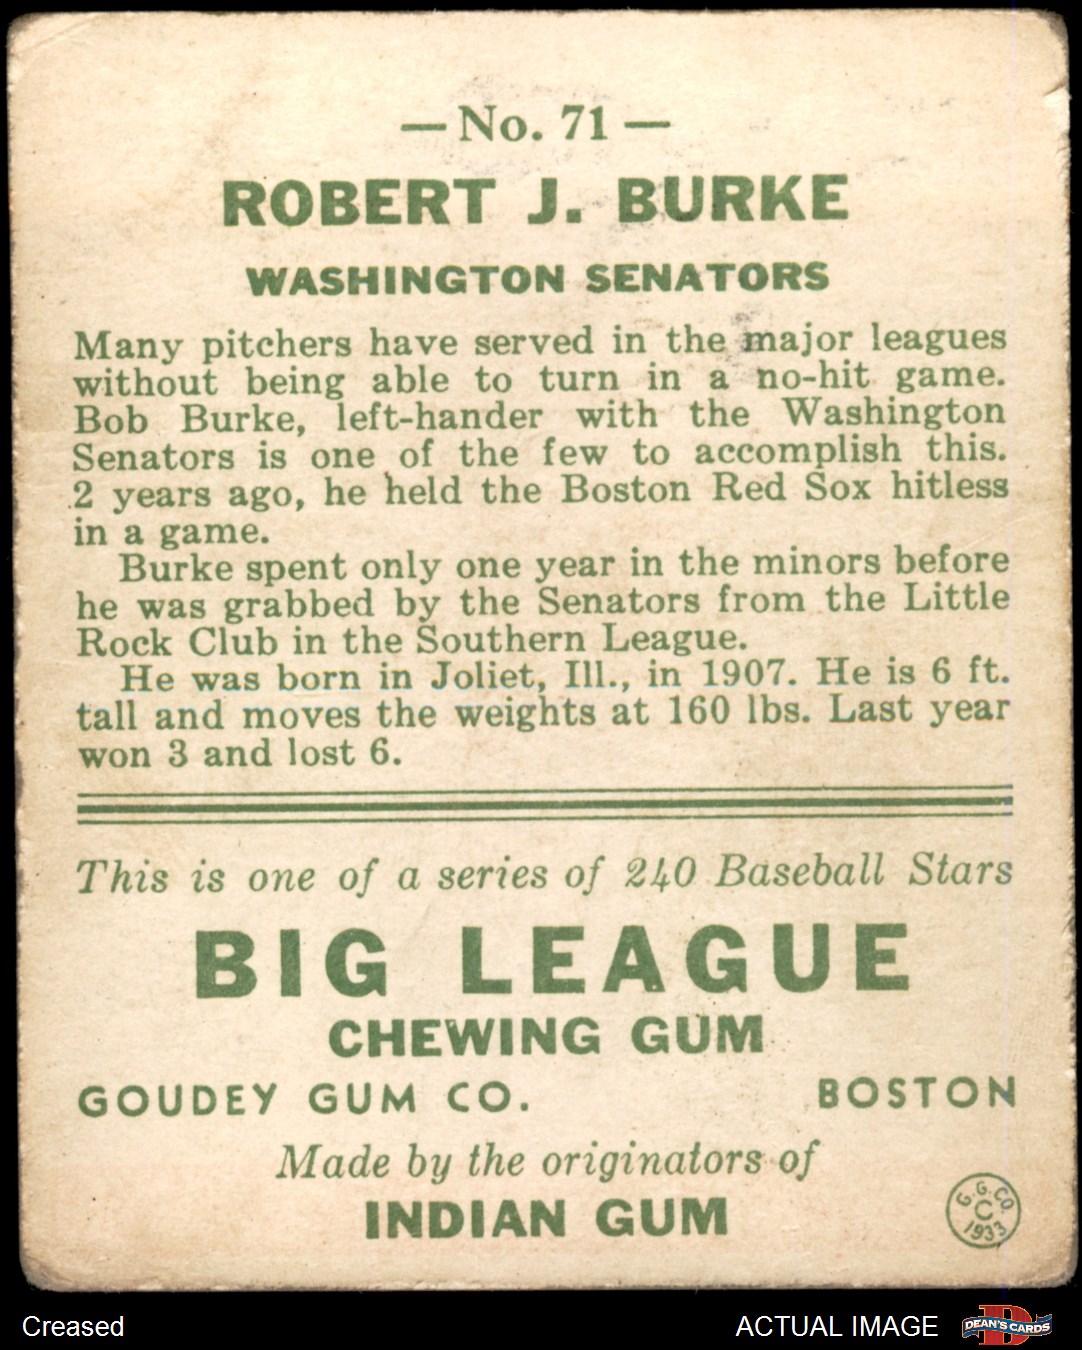 — No. 71 —
ROBERT J. BURKE
WASHINGTON SENATORS
Many pitchers have served in the major leagues
without being able to turn in a no-hit game.
Bob Burke, left-hander with the Washington
Senators is one of the few to accomplish this.
2 years ago, he held the Boston Red Sox hitless
in a game.
Burke spent only one year in the minors before
he was grabbed by the Senators from the Little
Rock Club in the Southern League.
He was born in Joliet, Ill., in 1907. He is 6 ft.
tall and moves the weights at 160 lbs. Last year
won 3 and lost 6.
This is one of a series of 240 Baseball Stars
BIG LEAGUE
CHEWING GUM
GOUDEY GUM CO. BOSTON
Made by the originators of
INDIAN GUM
G.G.CO.
C
1933
Creased
ACTUAL IMAGE
D
DEAN'S CARDS